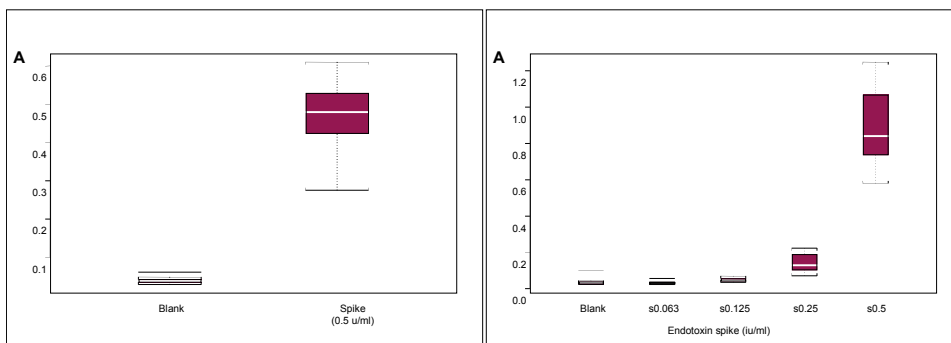 A
0.6
0.5
0.4
0.3
0.2
0.1
Blank
Spike
(0.5 u/ml)
A
1.2
1.0
0.8
0.6
0.4
0.2
0.0
Blank
s0.063
s0.125
s0.25
s0.5
Endotoxin spike (iu/ml)